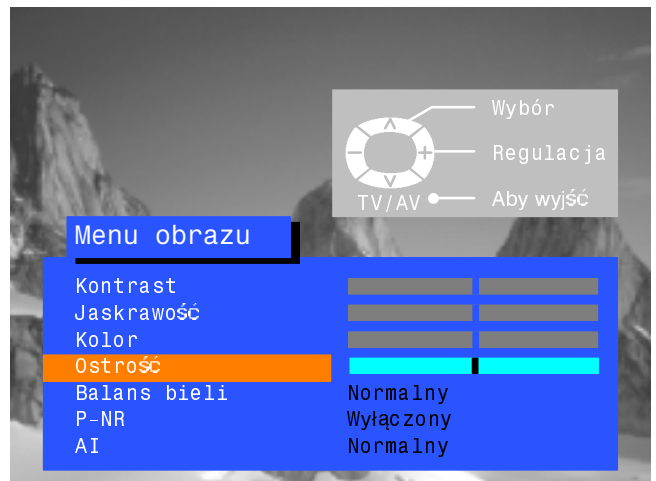 Wybór
Regulacja
TV/AV Aby wyjść
Menu obrazu
Kontrast
Jaskrawość
Kolor
Ostrość
Balans bieli Normalny
P-NR Wyłączony
AI Normalny